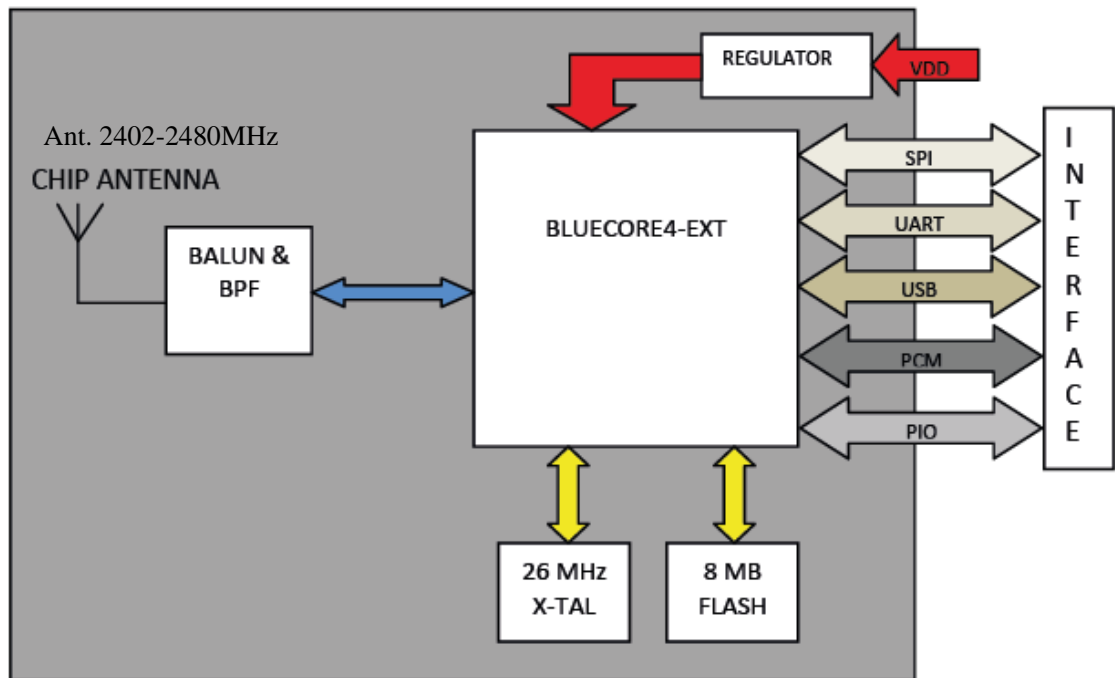 REGULATOR
VDD
Ant. 2402-2480MHz
CHIP ANTENNA
BALUN &
BPF
BLUECORE4-EXT
SPI
UART
USB
PCM
PIO
INTERFACE
26 MHz
X-TAL
8 MB
FLASH